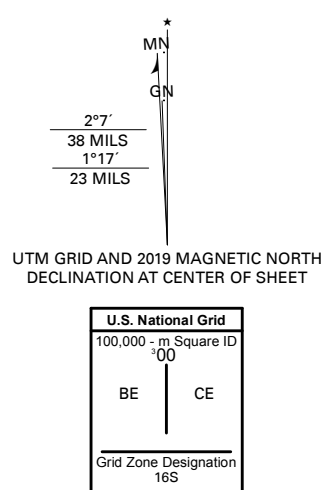 ★
MN
GN
2°7´
38 MILS
1°17´
23 MILS
UTM GRID AND 2019 MAGNETIC NORTH
DECLINATION AT CENTER OF SHEET
U.S. National Grid
100,000 - m Square ID
³00
BE CE
Grid Zone Designation
16S